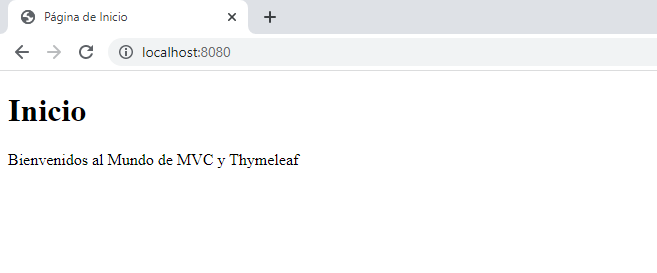 Página de Inicio
localhost:8080
Inicio
Bienvenidos al Mundo de MVC y Thymeleaf